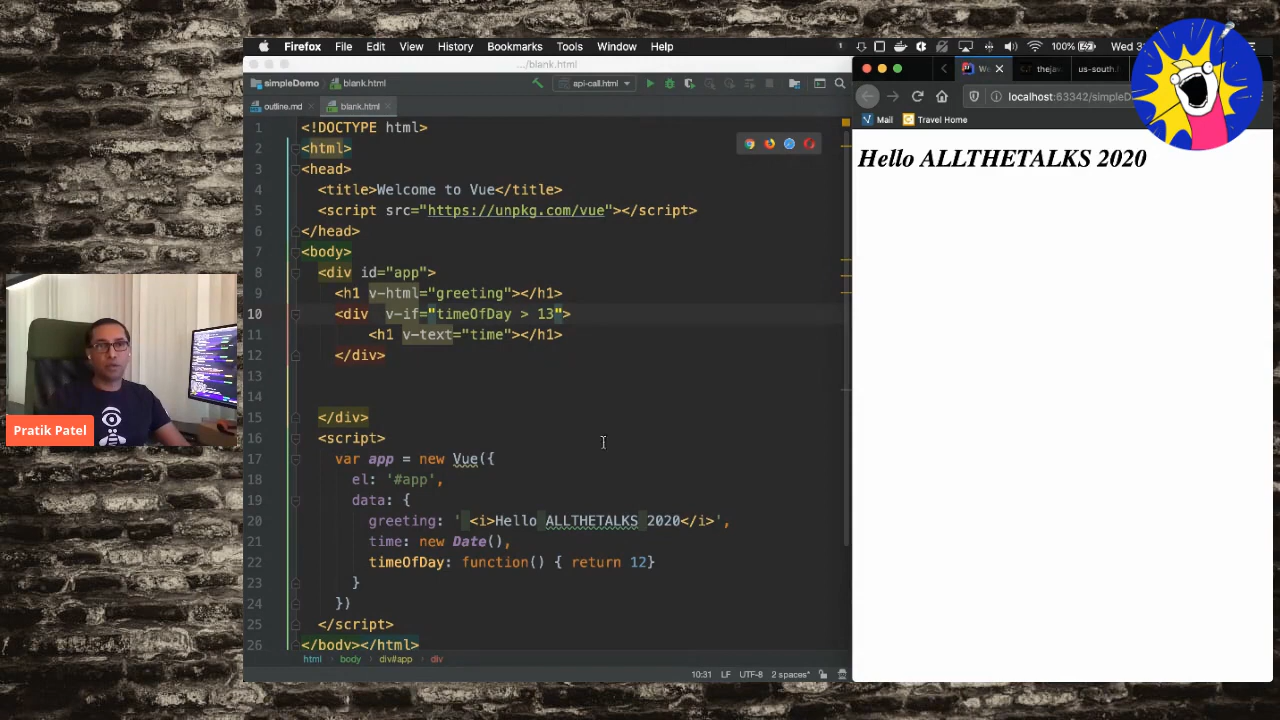 Firefox File Edit View History Bookmarks Tools Window Help
100%
Wed 3
.../blank.html
simpleDemo
blank.html
api-call.html
outline.md
blank.html
thejav
us-south.f
localhost:63342/simpleD
Mail
Travel Home
Hello ALLTHETALKS 2020
1 <!DOCTYPE html>
2 <html>
3 <head>
4 <title>Welcome to Vue</title>
5 <script src="https://unpkg.com/vue"></script>
6 </head>
7 <body>
8 <div id="app">
9 <h1 v-html="greeting"></h1>
10 <div v-if="timeOfDay > 13">
11 <h1 v-text="time"></h1>
12 </div>
13
14
15 </div>
16 <script>
17 var app = new Vue({
18 el: '#app',
19 data: {
20 greeting: ' <i>Hello ALLTHETALKS 2020</i>',
21 time: new Date(),
22 timeOfDay: function() { return 12}
23 }
24 })
25 </script>
26 </body></html>
html body div#app div
10:31 LF UTF-8 2 spaces*
Pratik Patel